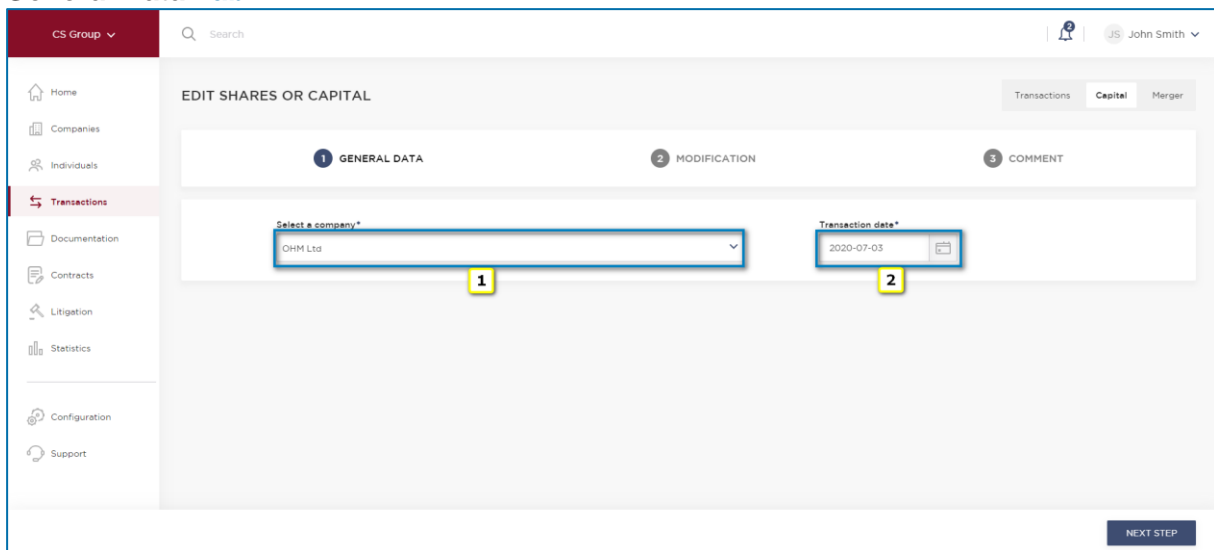 CS Group
Search
2
JS John Smith
Home
Companies
Individuals
Transactions
Documentation
Contracts
Litigation
Statistics
Configuration
Support
EDIT SHARES OR CAPITAL
Transactions Capital Merger
1 GENERAL DATA 2 MODIFICATION 3 COMMENT
Select a company* Transaction date*
OHM Ltd 2020-07-03
1 2
NEXT STEP